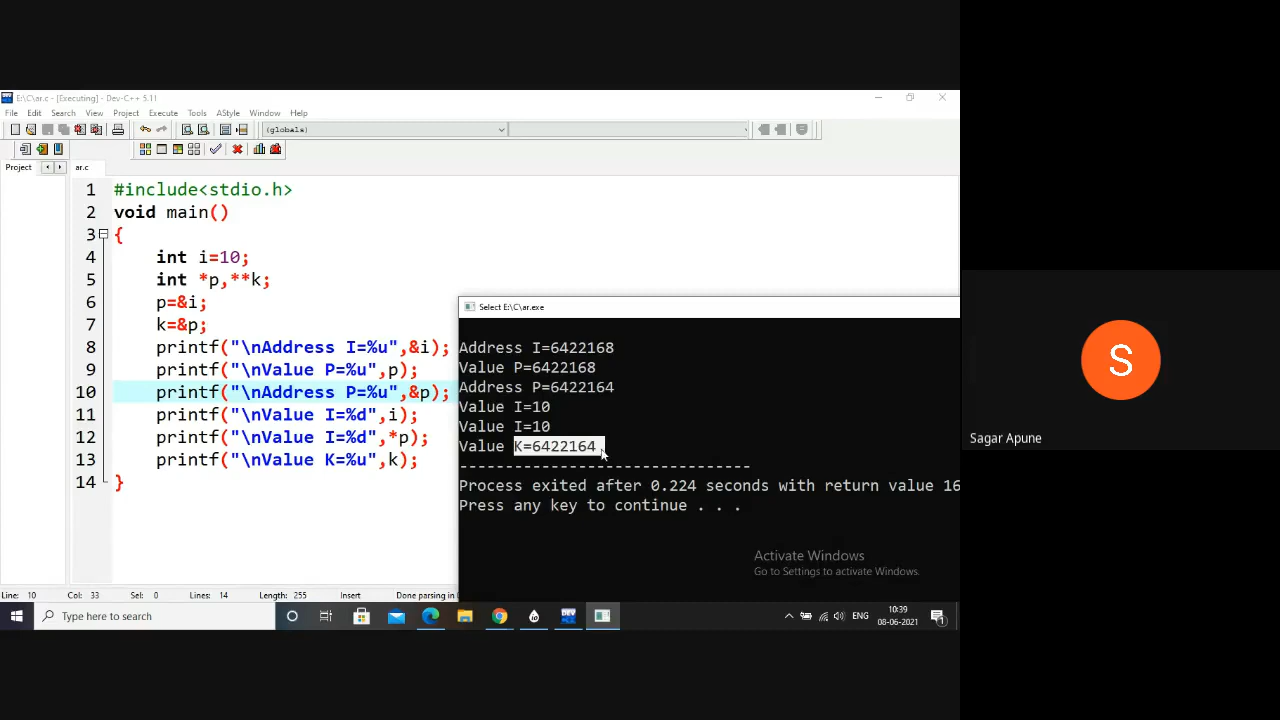 E:\C\ar.c - [Executing] - Dev-C++ 5.11
File Edit Search View Project Execute Tools AStyle Window Help
(globals)
Project
ar.c
1 #include<stdio.h>
2 void main()
3 {
4 int i=10;
5 int *p,**k;
6 p=&i;
7 k=&p;
8 printf("\nAddress I=%u",&i);
9 printf("\nValue P=%u",p);
10 printf("\nAddress P=%u",&p);
11 printf("\nValue I=%d",i);
12 printf("\nValue I=%d",*p);
13 printf("\nValue K=%u",k);
14 }
Select E:\C\ar.exe
Address I=6422168
Value P=6422168
Address P=6422164
Value I=10
Value I=10
Value K=6422164
--------------------------------
Process exited after 0.224 seconds with return value 16
Press any key to continue . . .
Activate Windows
Go to Settings to activate Windows.
Line: 10 Col: 33 Sel: 0 Lines: 14 Length: 255 Insert Done parsing in
Type here to search
ENG
10:39
08-06-2021
1
S
Sagar Apune